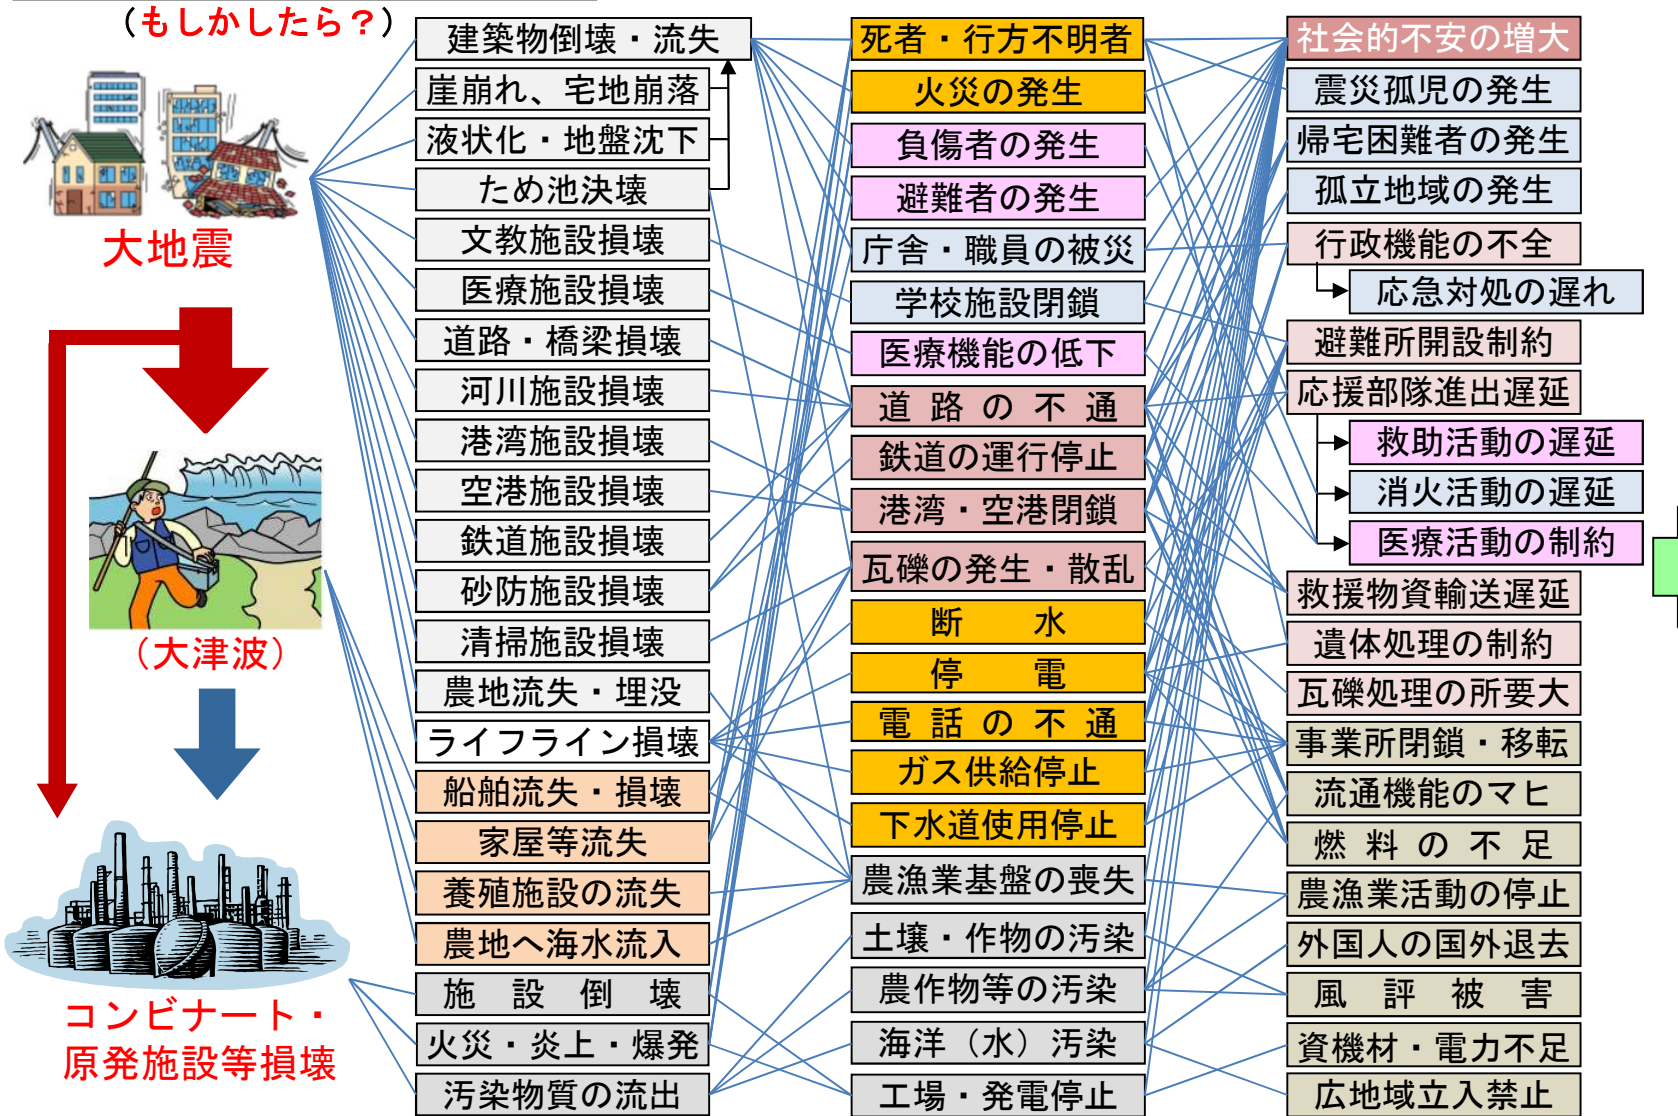 （もしかしたら？）
大地震
（大津波）
コンビナート・
原発施設等損壊
建築物倒壊・流失
崖崩れ、宅地崩落
液状化・地盤沈下
ため池決壊
文教施設損壊
医療施設損壊
道路・橋梁損壊
河川施設損壊
港湾施設損壊
空港施設損壊
鉄道施設損壊
砂防施設損壊
清掃施設損壊
農地流失・埋没
ライフライン損壊
船舶流失・損壊
家屋等流失
養殖施設の流失
農地へ海水流入
施設倒壊
火災・炎上・爆発
汚染物質の流出
死者・行方不明者
火災の発生
負傷者の発生
避難者の発生
庁舎・職員の被災
学校施設閉鎖
医療機能の低下
道路の不通
鉄道の運行停止
港湾・空港閉鎖
瓦礫の発生・散乱
断水
停電
電話の不通
ガス供給停止
下水道使用停止
農漁業基盤の喪失
土壌・作物の汚染
農作物等の汚染
海洋（水）汚染
工場・発電停止
社会的不安の増大
震災孤児の発生
帰宅困難者の発生
孤立地域の発生
行政機能の不全
応急対処の遅れ
避難所開設制約
応援部隊進出遅延
救助活動の遅延
消火活動の遅延
医療活動の制約
救援物資輸送遅延
遺体処理の制約
瓦礫処理の所要大
事業所閉鎖・移転
流通機能のマヒ
燃料の不足
農漁業活動の停止
外国人の国外退去
風評被害
資機材・電力不足
広地域立入禁止